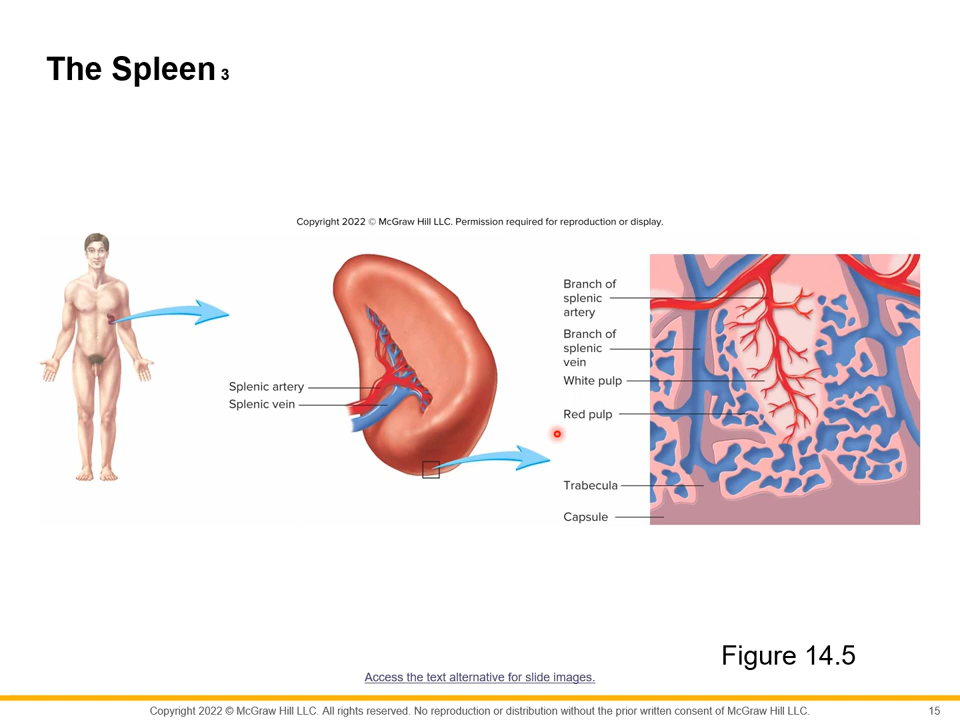 The Spleen 3
Copyright 2022 © McGraw Hill LLC. Permission required for reproduction or display.
Splenic artery
Splenic vein
Branch of
splenic
artery
Branch of
splenic
vein
White pulp
Red pulp
Trabecula
Capsule
Figure 14.5
Access the text alternative for slide images.
Copyright 2022 © McGraw Hill LLC. All rights reserved. No reproduction or distribution without the prior written consent of McGraw Hill LLC.
15